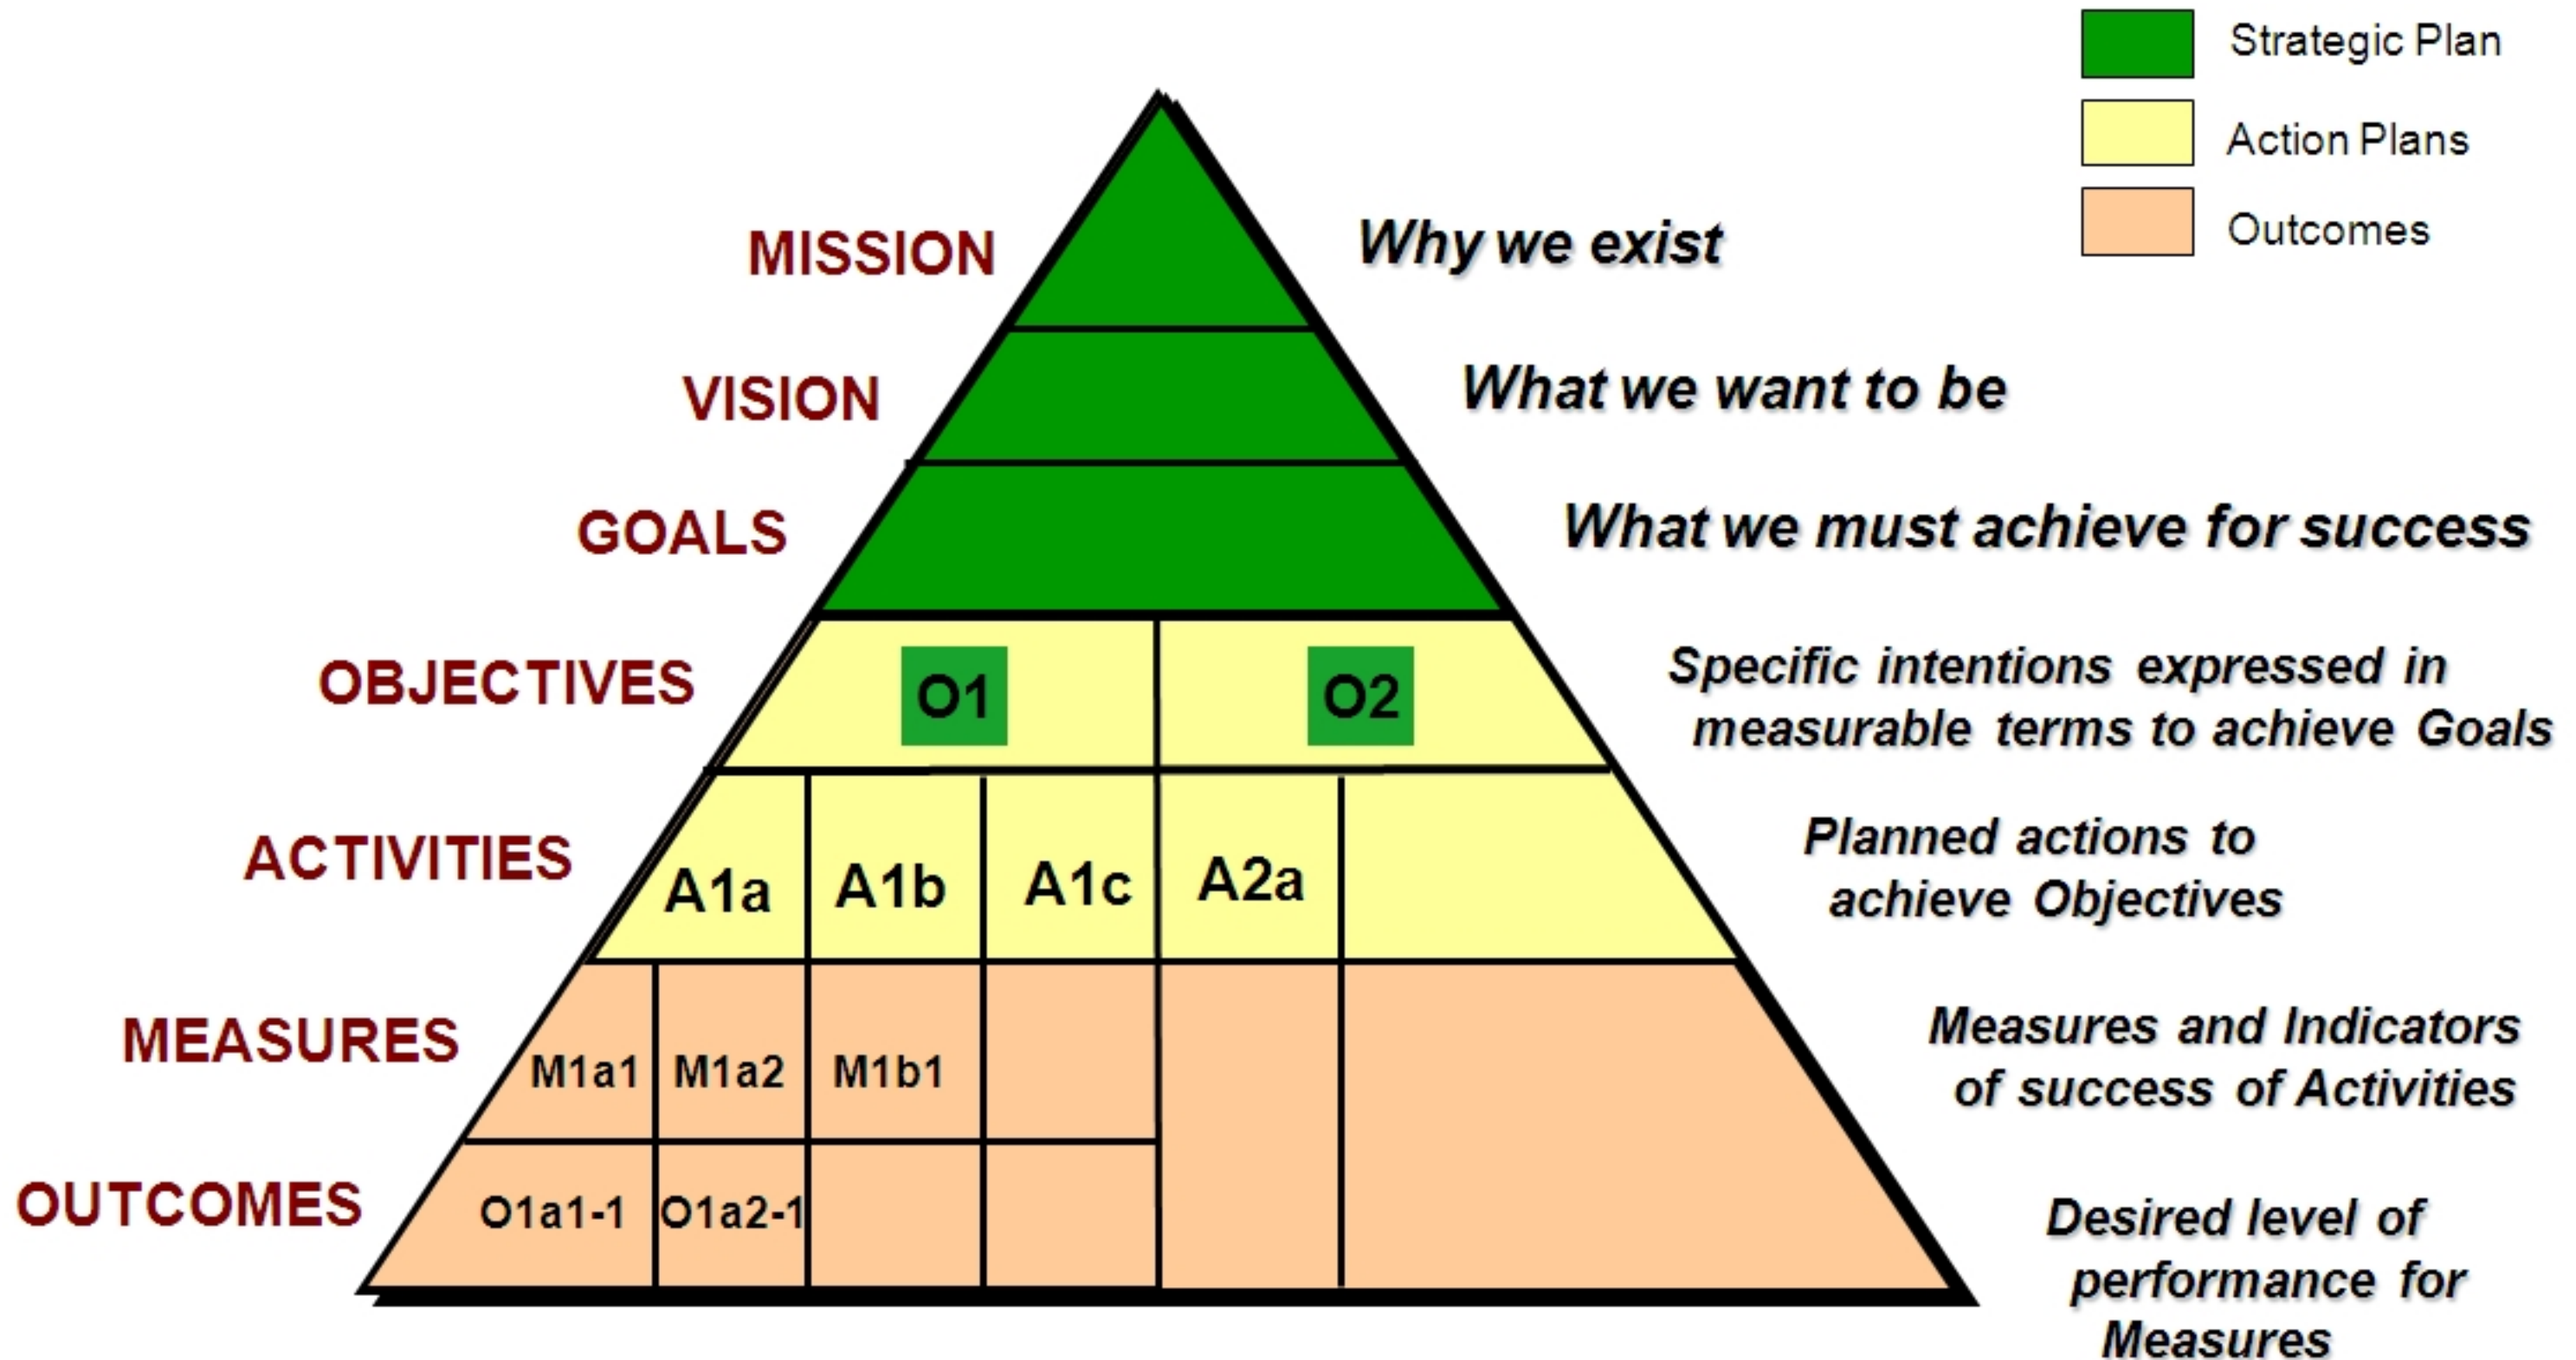 Strategic Plan
Action Plans
Outcomes
MISSION
Why we exist
VISION
What we want to be
GOALS
What we must achieve for success
OBJECTIVES
O1
O2
Specific intentions expressed in
measurable terms to achieve Goals
ACTIVITIES
A1a
A1b
A1c
A2a
Planned actions to
achieve Objectives
MEASURES
M1a1
M1a2
M1b1
Measures and Indicators
of success of Activities
OUTCOMES
O1a1-1
O1a2-1
Desired level of
performance for
Measures